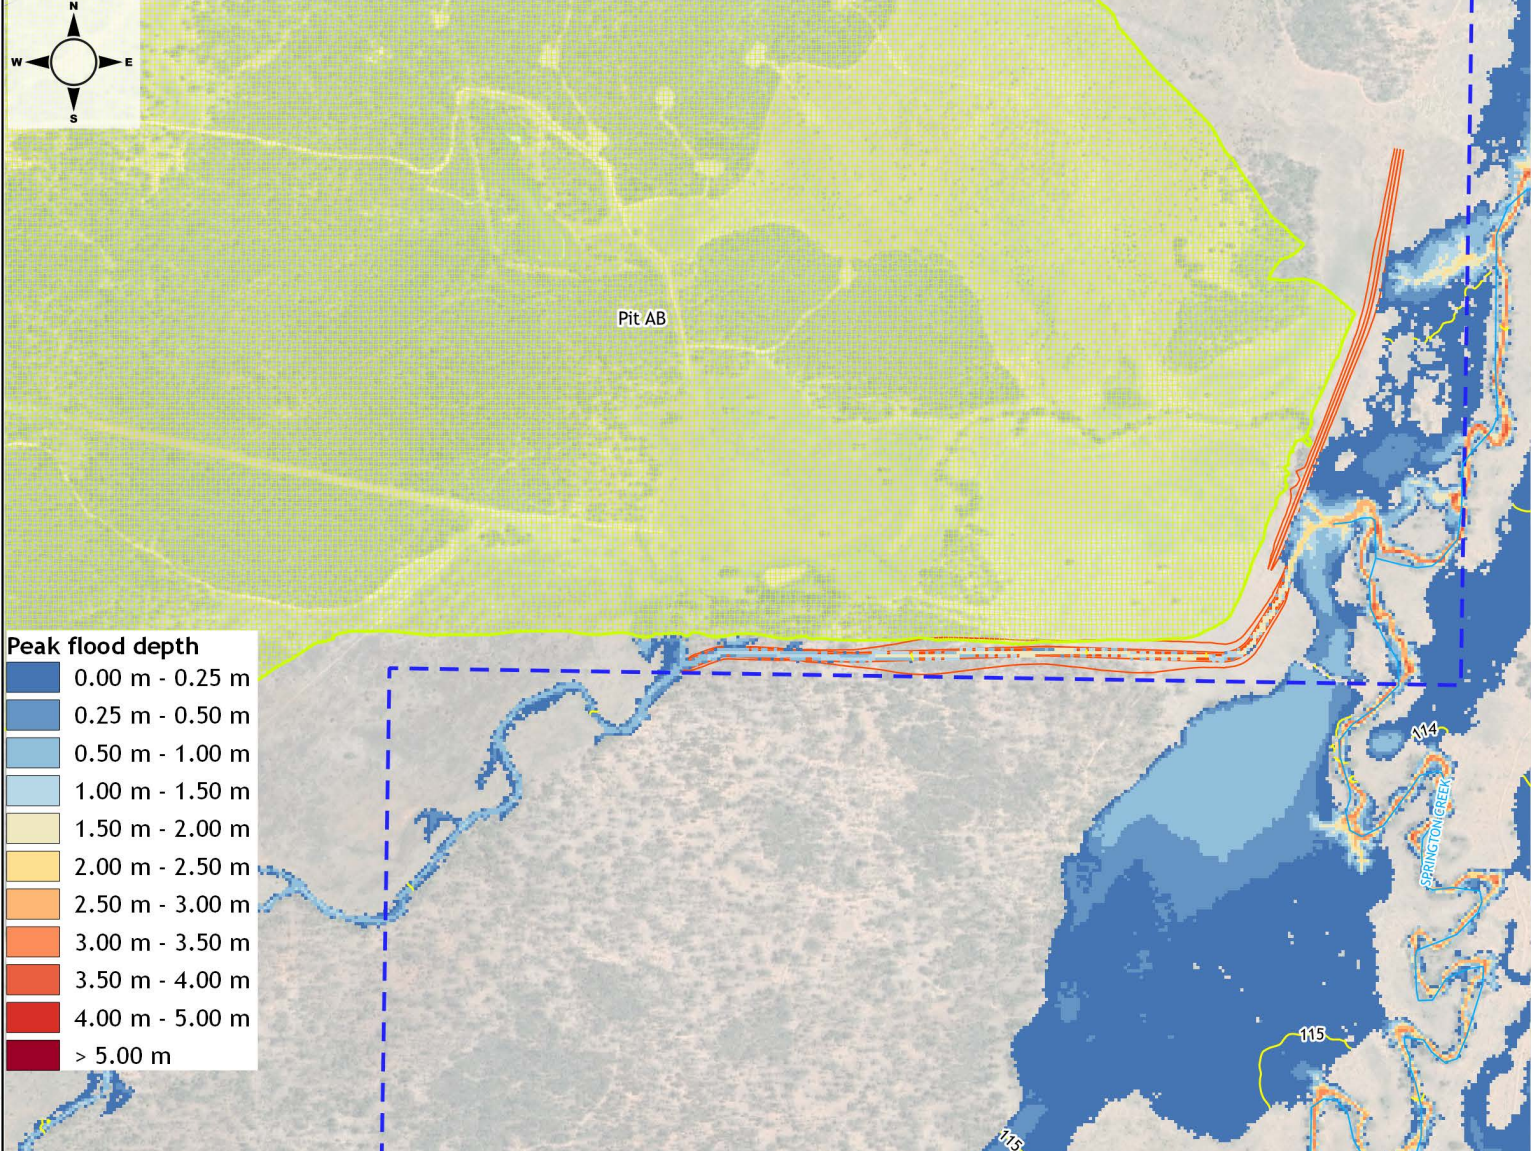 N
W E
S
Pit AB
Peak flood depth
0.00 m - 0.25 m
0.25 m - 0.50 m
0.50 m - 1.00 m
1.00 m - 1.50 m
1.50 m - 2.00 m
2.00 m - 2.50 m
2.50 m - 3.00 m
3.00 m - 3.50 m
3.50 m - 4.00 m
4.00 m - 5.00 m
> 5.00 m
114
SPRINGTON CREEK
115
115